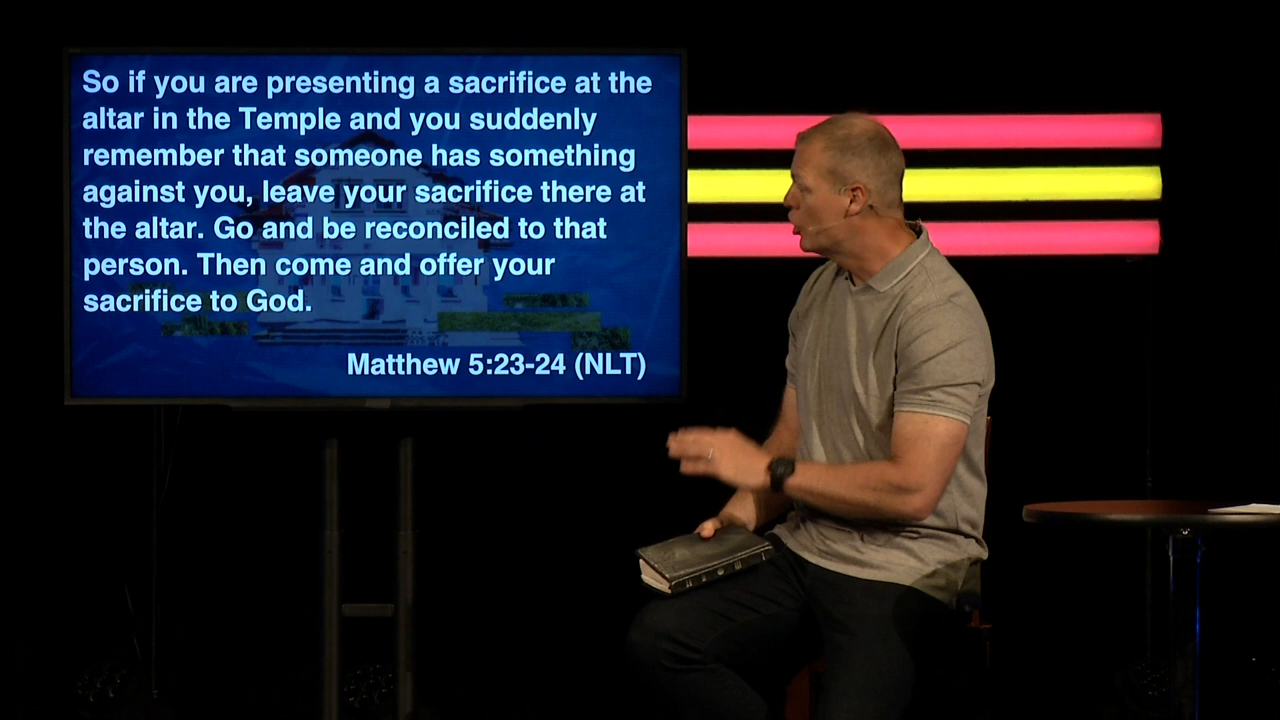 So if you are presenting a sacrifice at the
altar in the Temple and you suddenly
remember that someone has something
against you, leave your sacrifice there at
the altar. Go and be reconciled to that
person. Then come and offer your
sacrifice to God.
Matthew 5:23-24 (NLT)